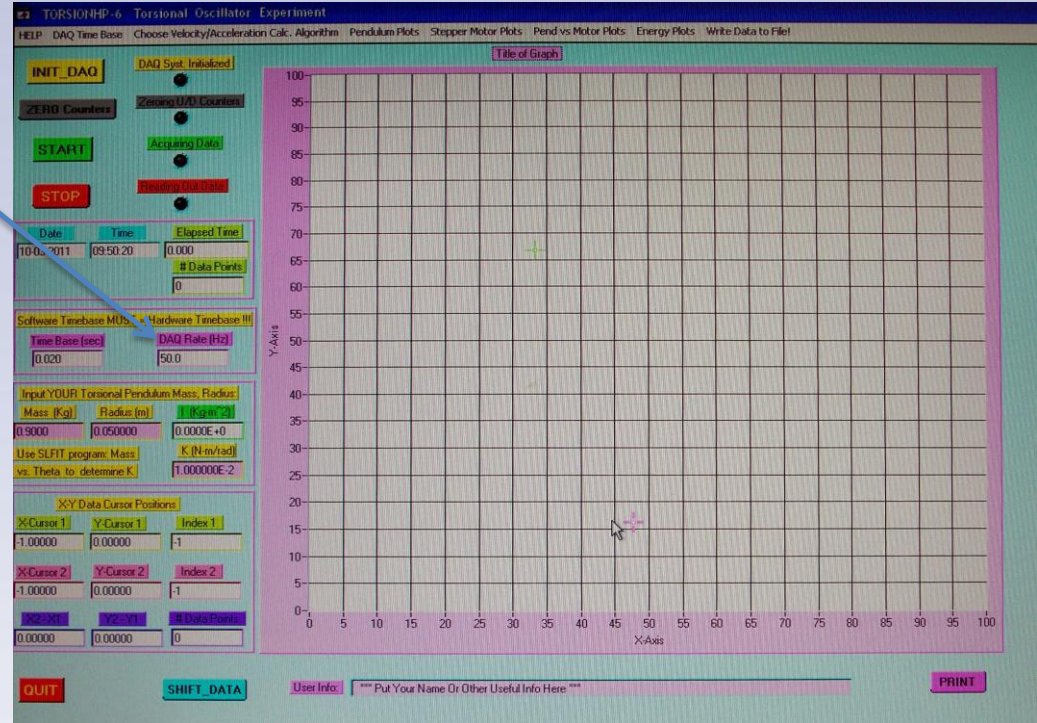 TORSIONHP-6 Torsional Oscillator Experiment
HELP DAQ Time Base Choose Velocity/Acceleration Calc. Algorithm Pendulum Plots Stepper Motor Plots Pend vs Motor Plots Energy Plots Write Data to File!
INIT_DAQ
DAQ Syst. Initialized
ZERO Counters
Zeroing U/D Counters
START
Acquiring Data
STOP
Reading Out Data
Date Time Elapsed Time
2011 09:50:20 0.000
# Data Points
0
Software Timebase Hardware Timebase !!!
Time Base (sec) DAQ Rate (Hz)
0.020 50.0
Input YOUR Torsional Pendulum Mass, Radius:
Mass (Kg) Radius (m) I (Kg-m^2)
0.9000 0.050000 0.0000E+0
Use SLFIT program: Mass K (N-m/rad)
vs. Theta to determine K 1.000000E-2
X-Y Data Cursor Positions
X-Cursor 1 Y-Cursor 1 Index 1
-1.00000 0.00000 -1
X-Cursor 2 Y-Cursor 2 Index 2
-1.00000 0.00000 -1
X2-X1 Y2-Y1 # Data Points
0.00000 0.00000 0
QUIT
SHIFT_DATA
Title of Graph
100
95
90
85
80
75
70
65
60
55
50
45
40
35
30
25
20
15
10
5
0
Y-Axis
0 5 10 15 20 25 30 35 40 45 50 55 60 65 70 75 80 85 90 95 100
X-Axis
User Info: *** Put Your Name Or Other Useful Info Here ***
PRINT